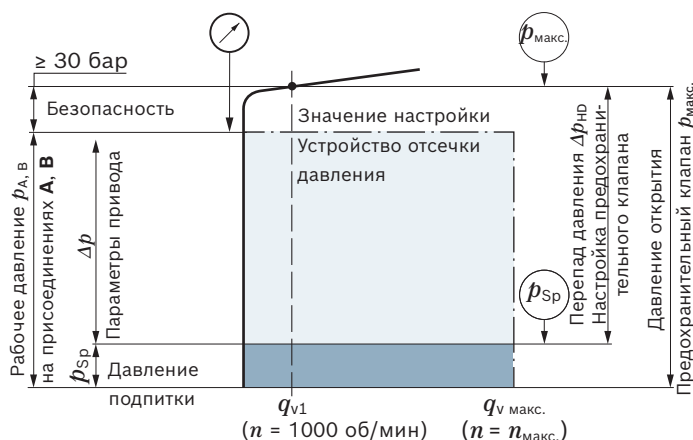 ≥ 30 бар
Безопасность
pмакс.
Значение настройки
Устройство отсечки
давления
Рабочее давление pA, B
на присоединениях A, B
Δp
Параметры привода
pSp
Давление
подпитки
pSp
Перепад давления ΔpHD
Настройка предохрани-
тельного клапана
Давление открытия
Предохранительный клапан pмакс.
qv1
(n = 1000 об/мин)
qv макс.
(n = nмакс.)